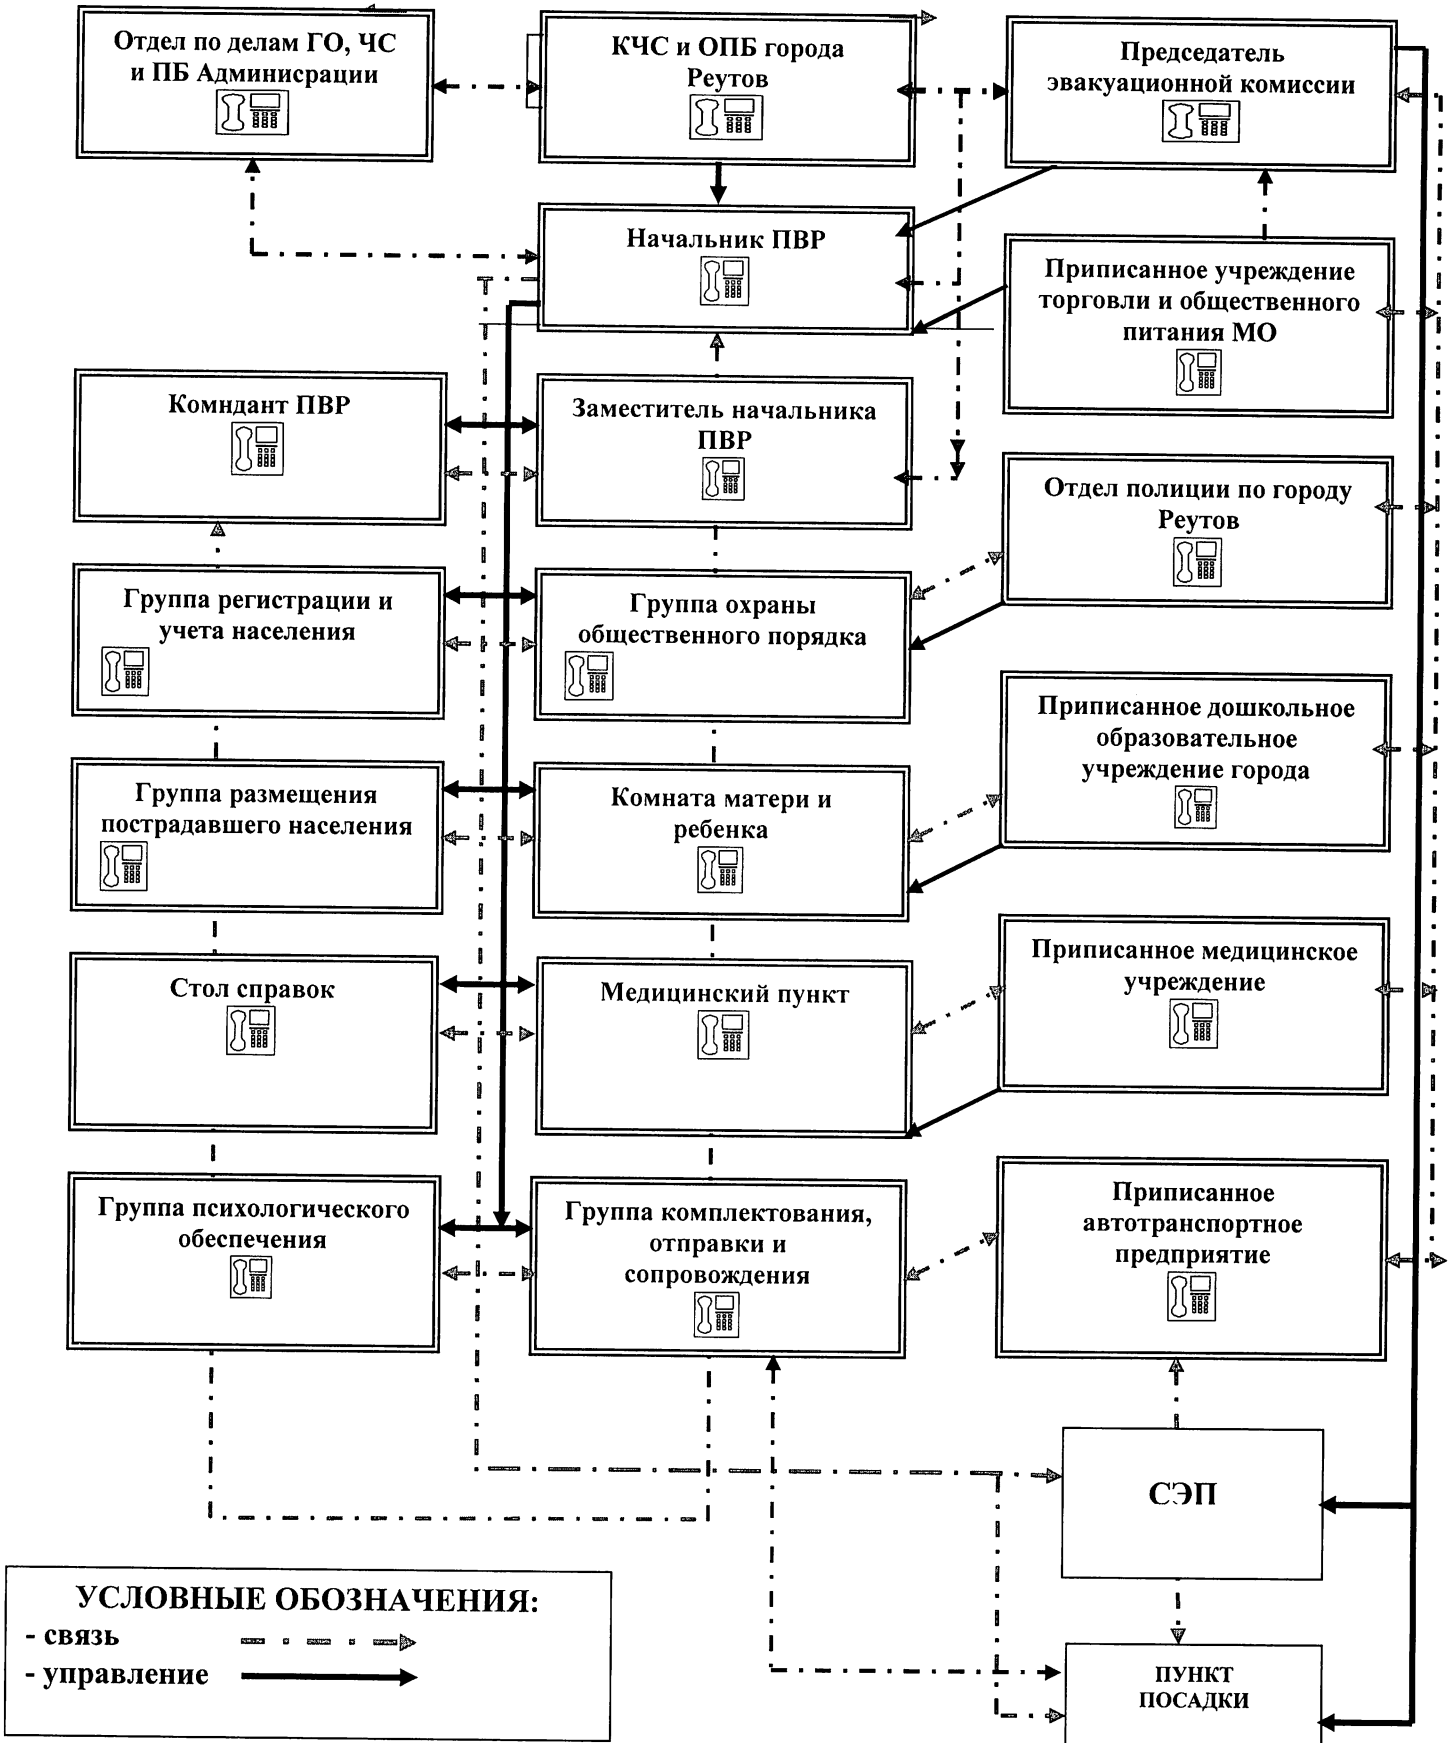 Отдел по делам ГО, ЧС
и ПБ Админисрации
КЧС и ОПБ города
Реутов
Председатель
эвакуационной комиссии
Начальник ПВР
Приписанное учреждение
торговли и общественного
питания МО
Комндант ПВР
Заместитель начальника
ПВР
Отдел полиции по городу
Реутов
Группа регистрации и
учета населения
Группа охраны
общественного порядка
Приписанное дошкольное
образовательное
учреждение города
Группа размещения
пострадавшего населения
Комната матери и
ребенка
Приписанное медицинское
учреждение
Стол справок
Медицинский пункт
Приписанное
автотранспортное
предприятие
Группа психологического
обеспечения
Группа комплектования,
отправки и
сопровождения
СЭП
УСЛОВНЫЕ ОБОЗНАЧЕНИЯ:
- связь
- управление
ПУНКТ
ПОСАДКИ